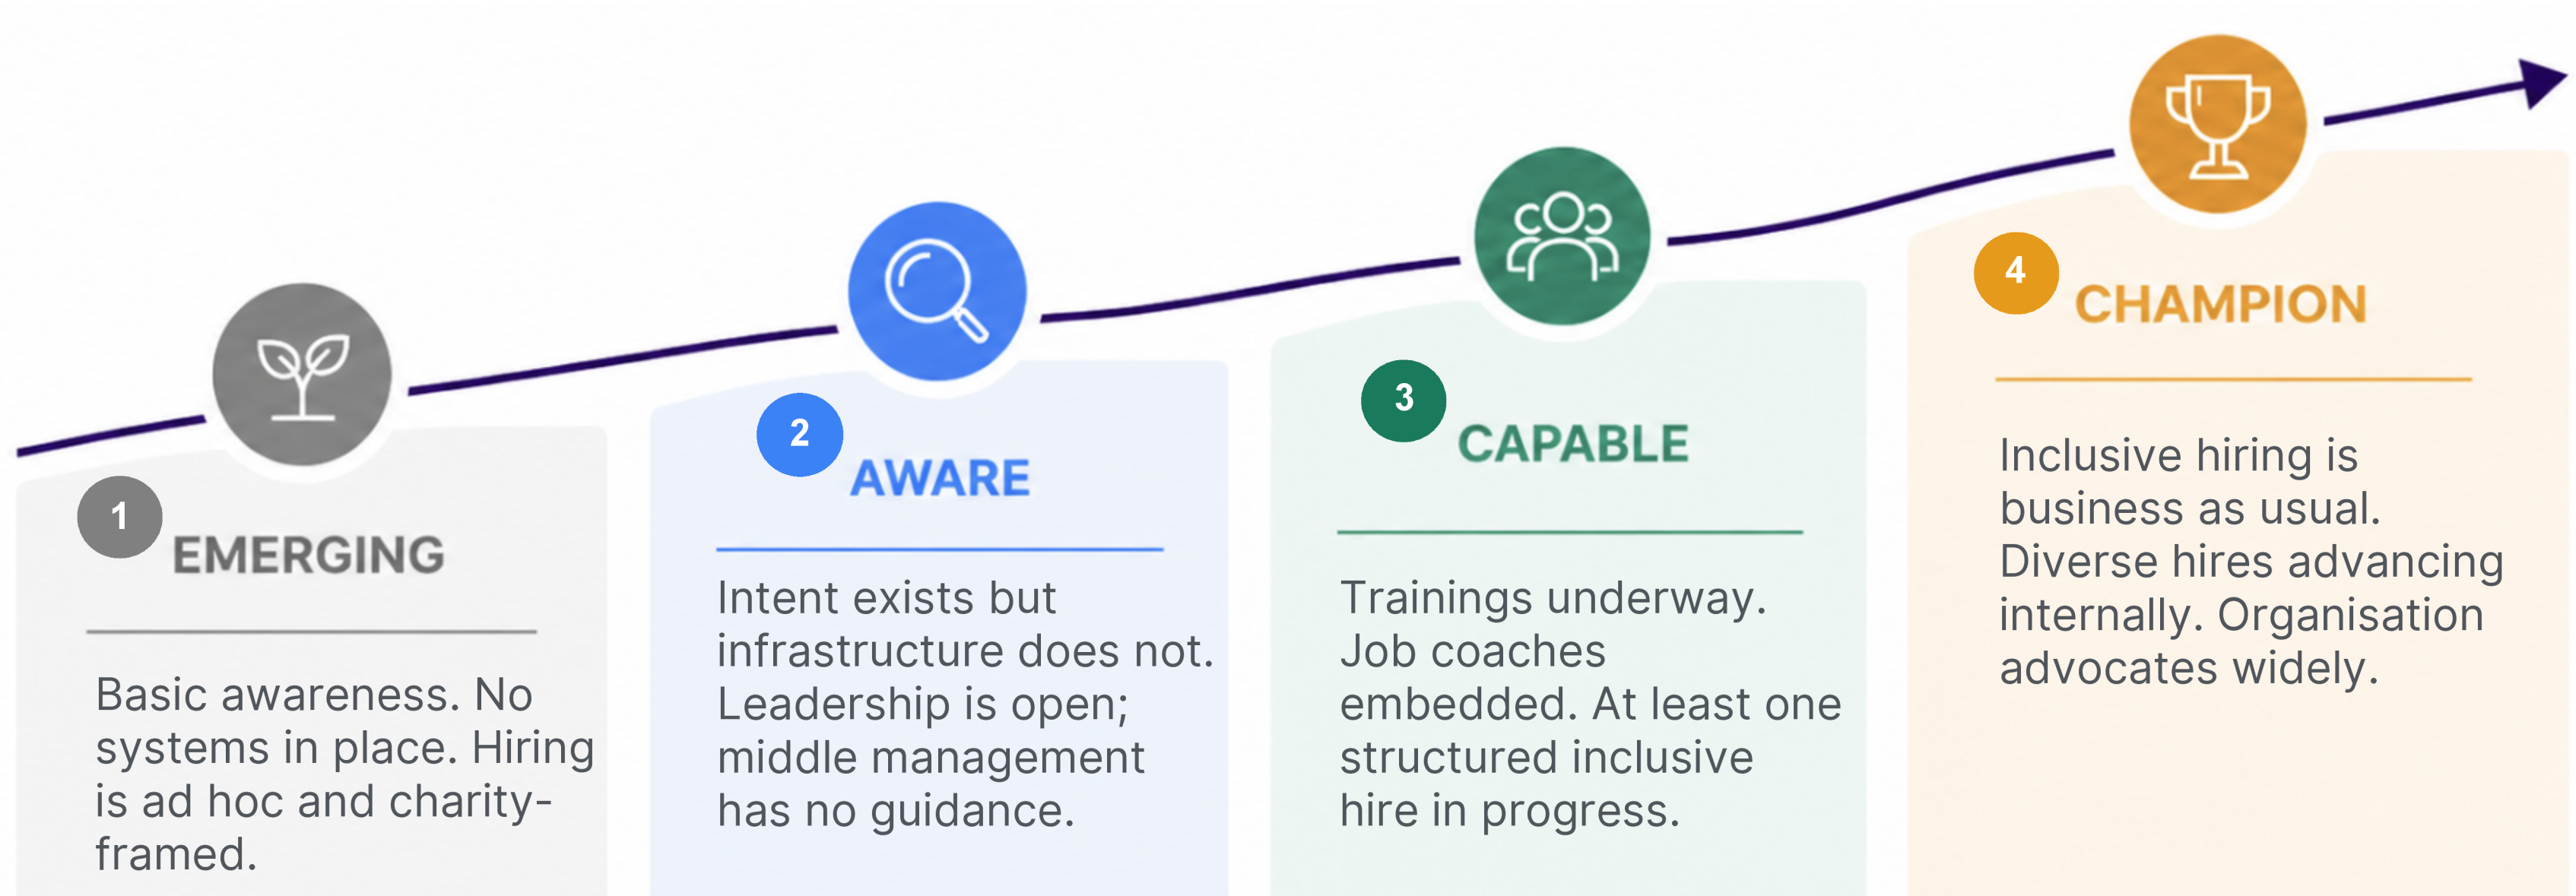 1
EMERGING
Basic awareness. No
systems in place. Hiring
is ad hoc and charity-
framed.
2
AWARE
Intent exists but
infrastructure does not.
Leadership is open;
middle management
has no guidance.
3
CAPABLE
Trainings underway.
Job coaches
embedded. At least one
structured inclusive
hire in progress.
4
CHAMPION
Inclusive hiring is
business as usual.
Diverse hires advancing
internally. Organisation
advocates widely.